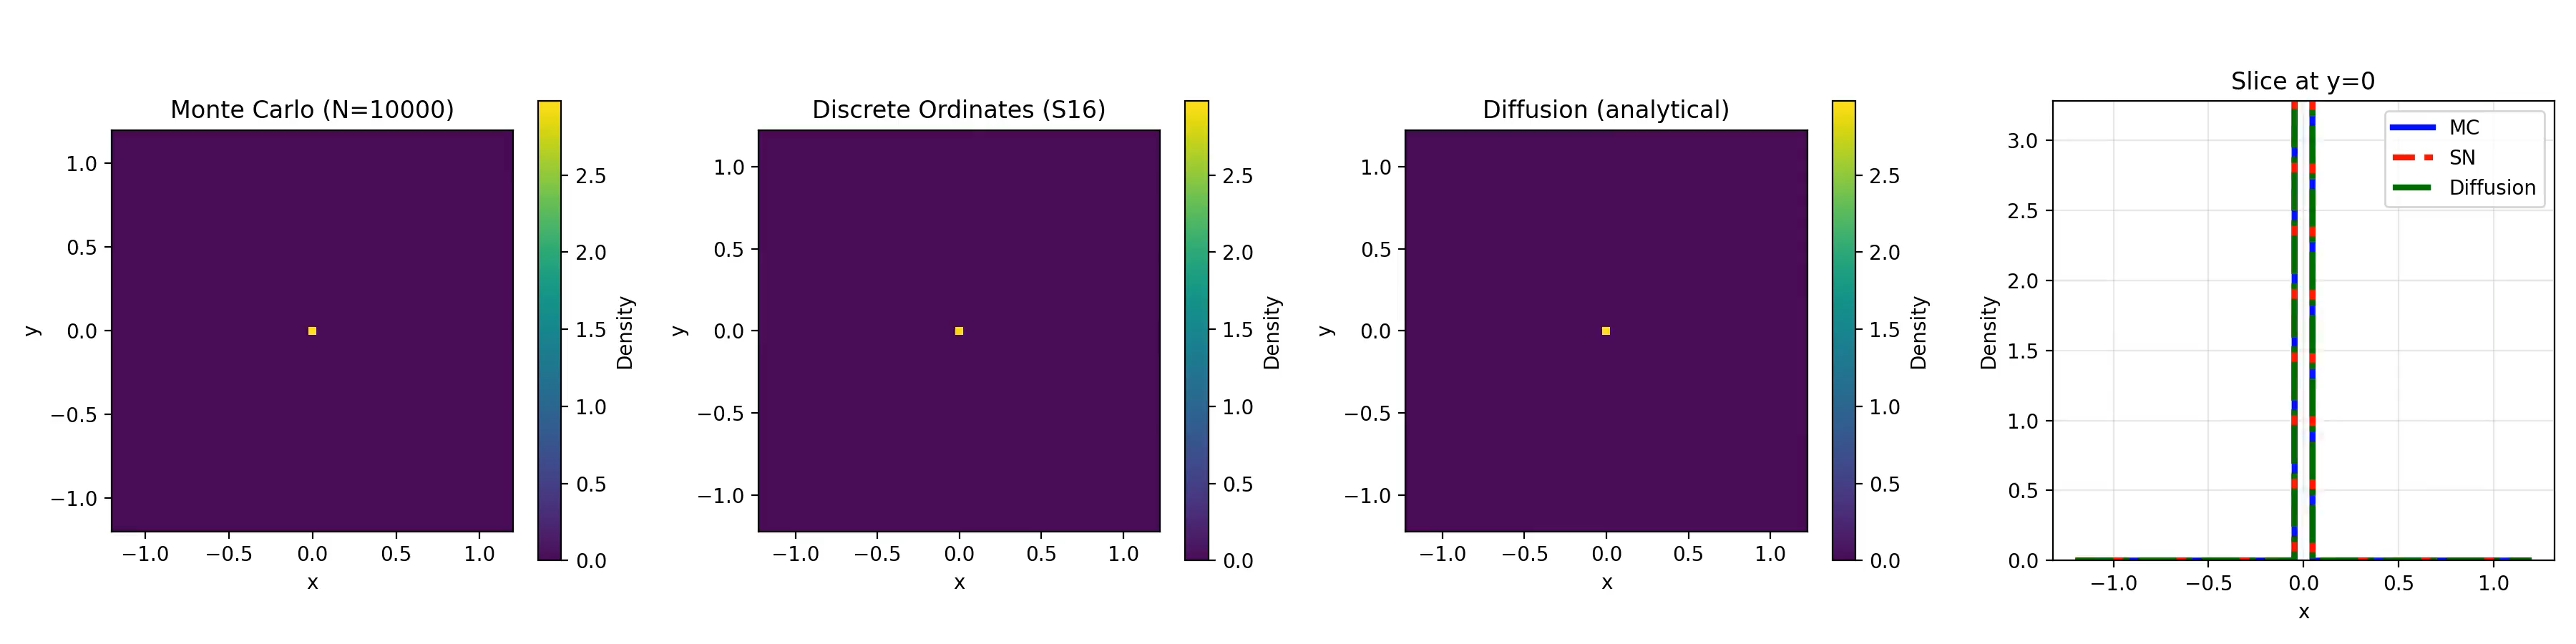 Monte Carlo (N=10000)
1.0
0.5
0.0
−0.5
−1.0
y
−1.0 −0.5 0.0 0.5 1.0
x
2.5
2.0
1.5
1.0
0.5
0.0
Density
Discrete Ordinates (S16)
1.0
0.5
0.0
−0.5
−1.0
y
−1.0 −0.5 0.0 0.5 1.0
x
2.5
2.0
1.5
1.0
0.5
0.0
Density
Diffusion (analytical)
1.0
0.5
0.0
−0.5
−1.0
y
−1.0 −0.5 0.0 0.5 1.0
x
2.5
2.0
1.5
1.0
0.5
0.0
Density
Slice at y=0
3.0
2.5
2.0
1.5
1.0
0.5
0.0
Density
MC
SN
Diffusion
−1.0 −0.5 0.0 0.5 1.0
x